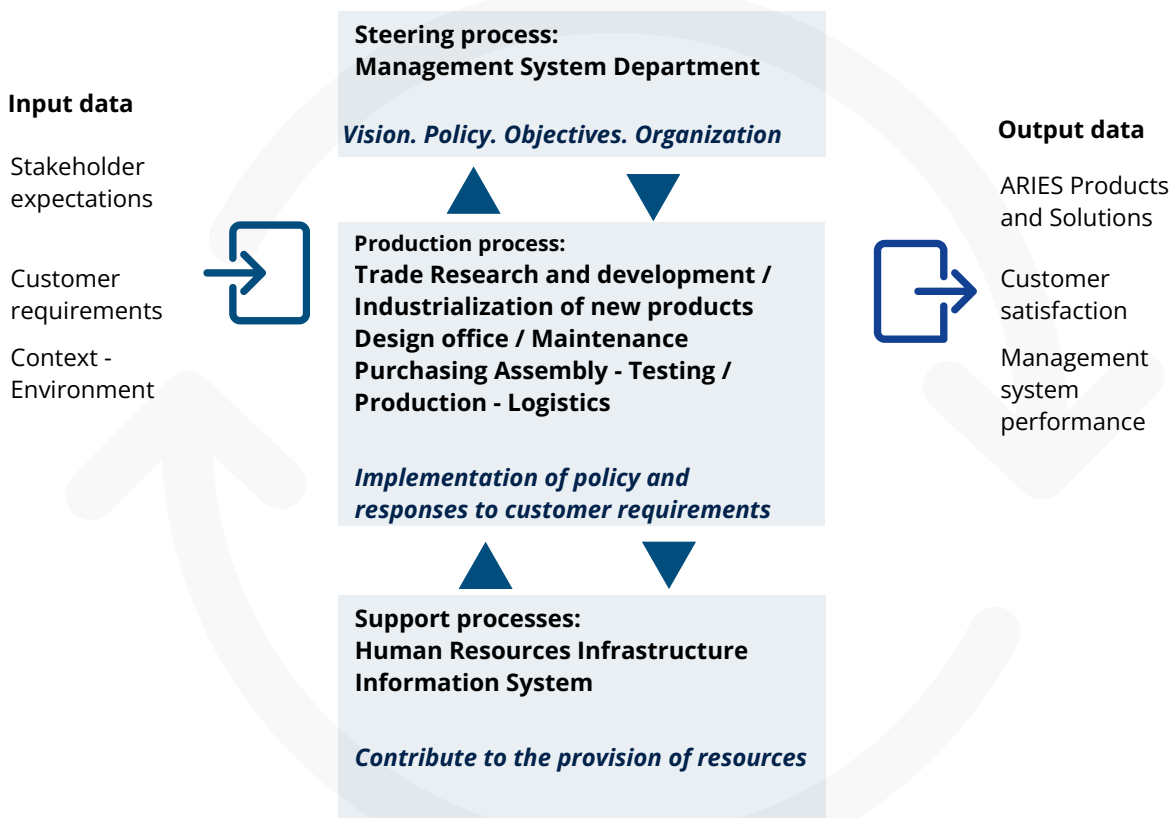 Input data
Stakeholder
expectations
Customer
requirements
Context -
Environment
Steering process:
Management System Department
Vision. Policy. Objectives. Organization
Production process:
Trade Research and development /
Industrialization of new products
Design office / Maintenance
Purchasing Assembly - Testing /
Production - Logistics
Implementation of policy and
responses to customer requirements
Support processes:
Human Resources Infrastructure
Information System
Contribute to the provision of resources
Output data
ARIES Products
and Solutions
Customer
satisfaction
Management
system
performance